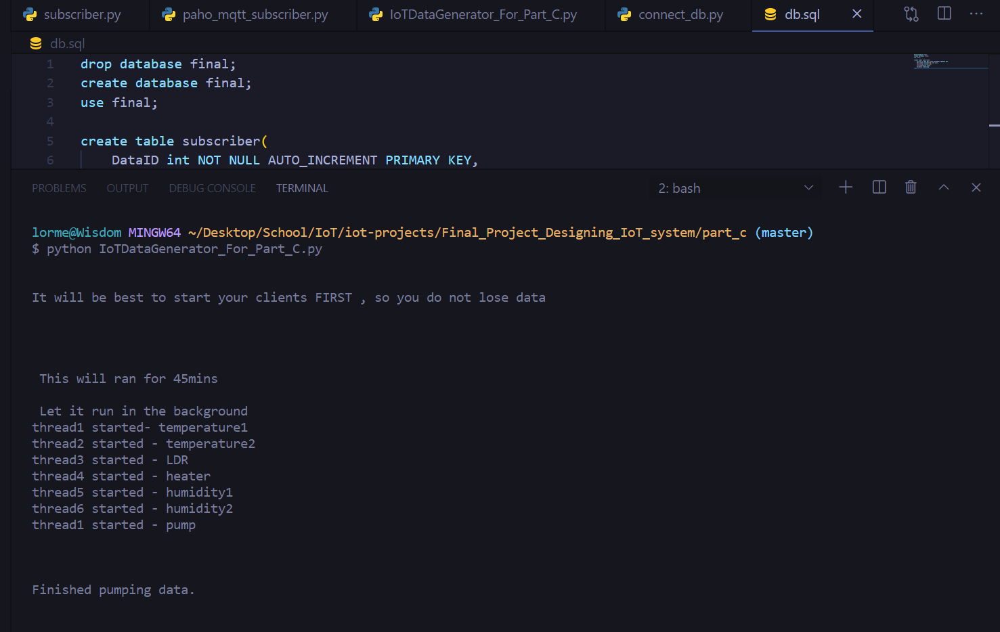 subscriber.py paho_mqtt_subscriber.py IoTDataGenerator_For_Part_C.py connect_db.py db.sql
db.sql
1 drop database final;
2 create database final;
3 use final;
4
5 create table subscriber(
6 DataID int NOT NULL AUTO_INCREMENT PRIMARY KEY,
PROBLEMS OUTPUT DEBUG CONSOLE TERMINAL 2: bash
lorme@Wisdom MINGW64 ~/Desktop/School/IoT/iot-projects/Final_Project_Designing_IoT_system/part_c (master)
$ python IoTDataGenerator_For_Part_C.py
It will be best to start your clients FIRST , so you do not lose data
This will ran for 45mins
Let it run in the background
thread1 started- temperature1
thread2 started - temperature2
thread3 started - LDR
thread4 started - heater
thread5 started - humidity1
thread6 started - humidity2
thread1 started - pump
Finished pumping data.